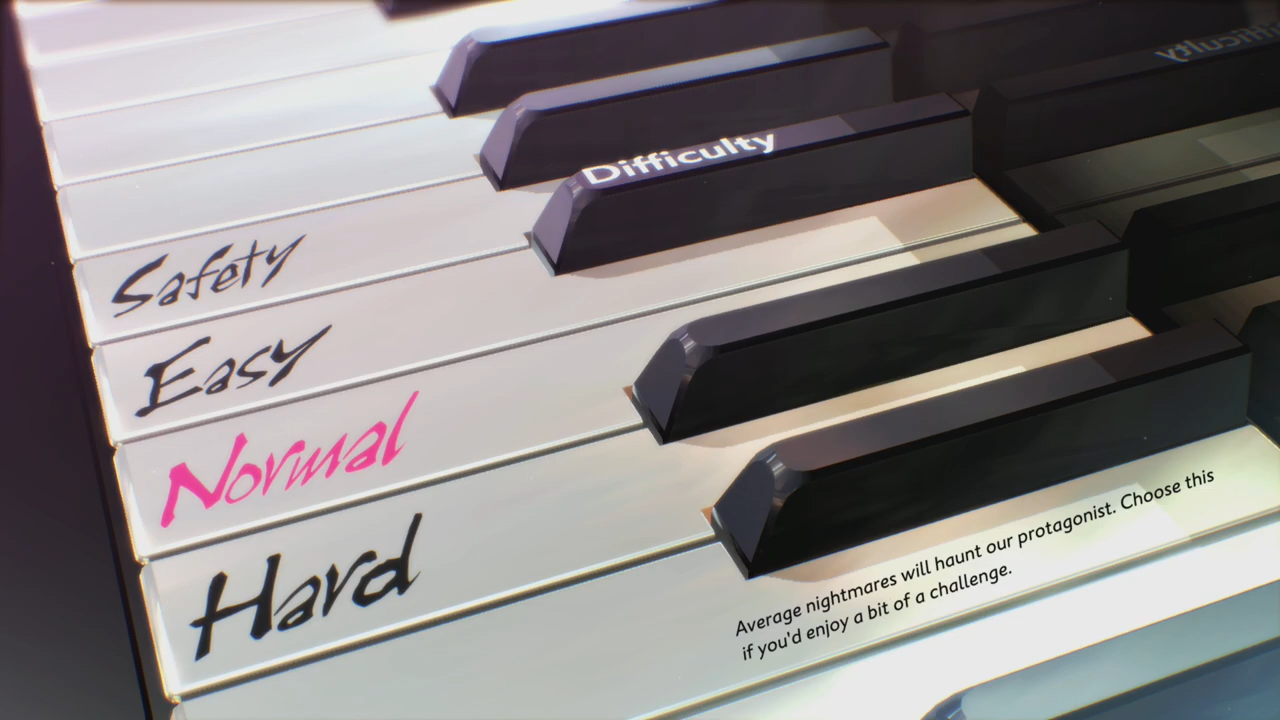 Difficulty
Difficulty
Safety
Easy
Normal
Hard
Average nightmares will haunt our protagonist. Choose this
if you'd enjoy a bit of a challenge.